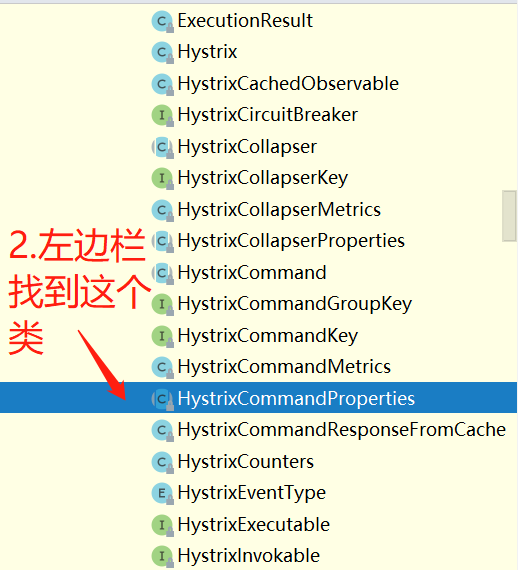 ExecutionResult
Hystrix
HystrixCachedObservable
HystrixCircuitBreaker
HystrixCollapser
HystrixCollapserKey
HystrixCollapserMetrics
HystrixCollapserProperties
HystrixCommand
HystrixCommandGroupKey
HystrixCommandKey
HystrixCommandMetrics
HystrixCommandProperties
HystrixCommandResponseFromCache
HystrixCounters
HystrixEventType
HystrixExecutable
HystrixInvokable
2.左边栏
找到这个
类